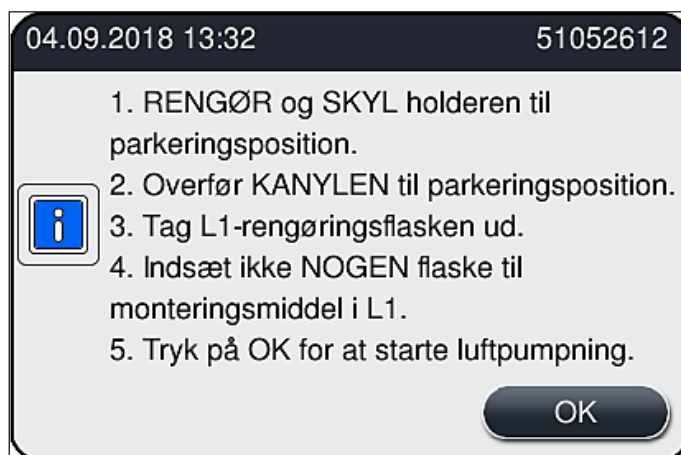 04.09.2018 13:32 51052612
1. RENGØR og SKYL holderen til
parkeringsposition.
2. Overfør KANYLEN til parkeringsposition.
3. Tag L1-rengøringsflasken ud.
4. Indsæt ikke NOGEN flaske til
monteringsmiddel i L1.
5. Tryk på OK for at starte luftpumpning.
OK